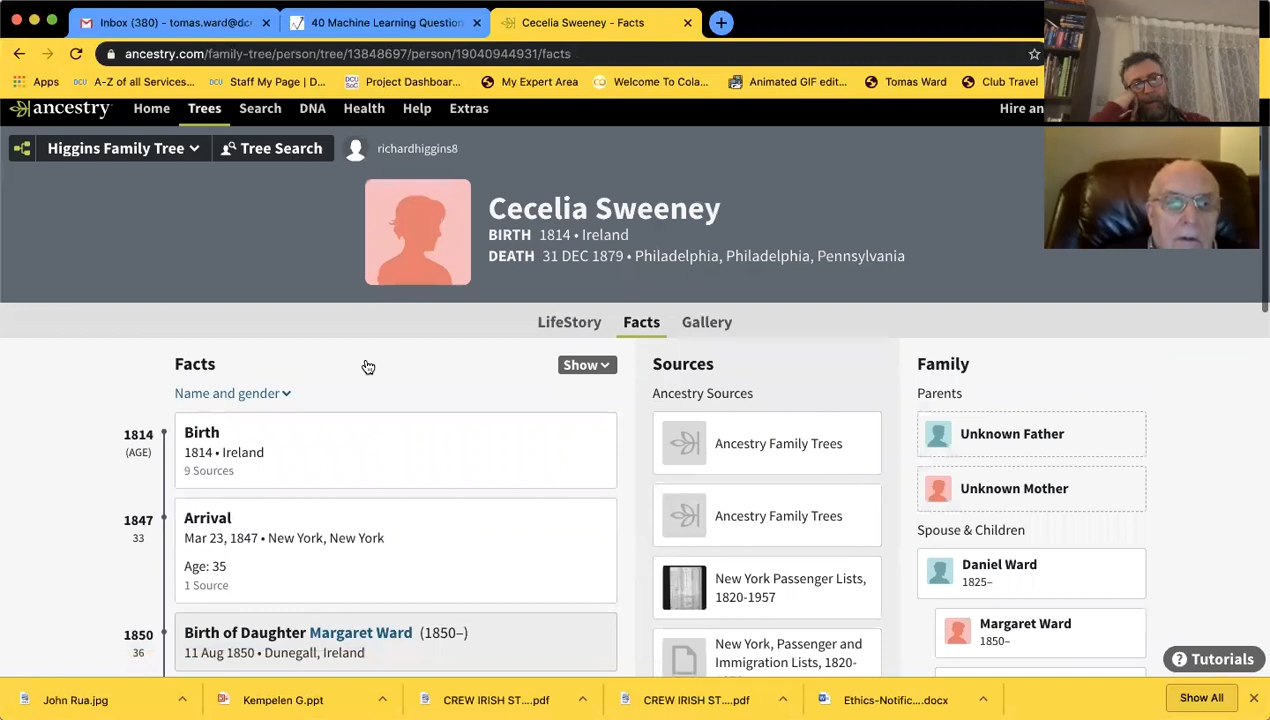 Inbox (380) - tomas.ward@dc
40 Machine Learning Question
Cecelia Sweeney - Facts
ancestry.com/family-tree/person/tree/13848697/person/19040944931/facts
Apps
A-Z of all Services...
Staff My Page | D...
Project Dashboar...
My Expert Area
Welcome To Cola...
Animated GIF edit...
Tomas Ward
Club Travel
ancestry
Home
Trees
Search
DNA
Health
Help
Extras
Hire an
Higgins Family Tree
Tree Search
richardhiggins8
Cecelia Sweeney
BIRTH 1814 • Ireland
DEATH 31 DEC 1879 • Philadelphia, Philadelphia, Pennsylvania
LifeStory
Facts
Gallery
Facts
Show
Name and gender
1814
(AGE)
Birth
1814 • Ireland
9 Sources
1847
33
Arrival
Mar 23, 1847 • New York, New York
Age: 35
1 Source
1850
36
Birth of Daughter Margaret Ward (1850–)
11 Aug 1850 • Dunegall, Ireland
Sources
Ancestry Sources
Ancestry Family Trees
Ancestry Family Trees
New York Passenger Lists,
1820-1957
New York, Passenger and
Immigration Lists, 1820-
Family
Parents
Unknown Father
Unknown Mother
Spouse & Children
Daniel Ward
1825–
Margaret Ward
1850–
Tutorials
John Rua.jpg
Kempelen G.ppt
CREW IRISH ST....pdf
CREW IRISH ST....pdf
Ethics-Notific....docx
Show All